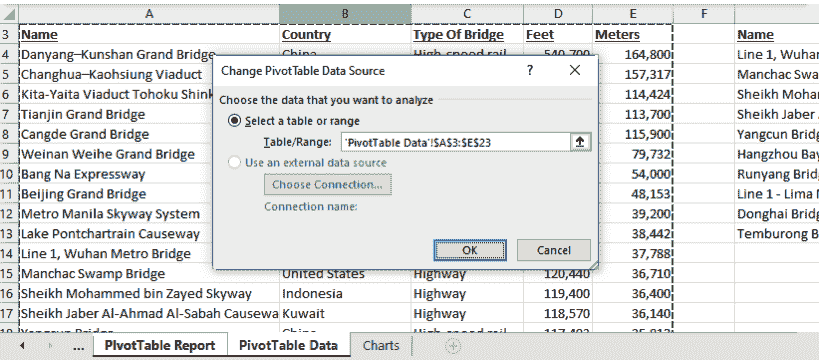 A B C D E F
3 Name Country Type Of Bridge Feet Meters Name
4 Danyang–Kunshan Grand Bridge China High-speed rail 540,700 164,800 Line 1, Wuhan
5 Changhua–Kaohsiung Viaduct 157,317 Manchac Swa
6 Kita-Yaita Viaduct Tohoku Shink 114,424 Sheikh Moham
7 Tianjin Grand Bridge 113,700 Sheikh Jaber
8 Cangde Grand Bridge 115,900 Yangcun Bridg
9 Weinan Weihe Grand Bridge 79,732 Hangzhou Bay
10 Bang Na Expressway 54,000 Runyang Bridg
11 Beijing Grand Bridge 48,153 Line 1 - Lima
12 Metro Manila Skyway System 39,200 Donghai Bridg
13 Lake Pontchartrain Causeway 38,442 Temburong B
14 Line 1, Wuhan Metro Bridge 37,788
15 Manchac Swamp Bridge United States Highway 120,440 36,710
16 Sheikh Mohammed bin Zayed Skyway Indonesia Highway 119,400 36,400
17 Sheikh Jaber Al-Ahmad Al-Sabah Causewa Kuwait Highway 118,570 36,140
Change PivotTable Data Source ? ×
Choose the data that you want to analyze
Select a table or range
Table/Range: 'PivotTable Data'!$A$3:$E$23
Use an external data source
Choose Connection...
Connection name:
OK Cancel
... PIvotTable Report PivotTable Data Charts